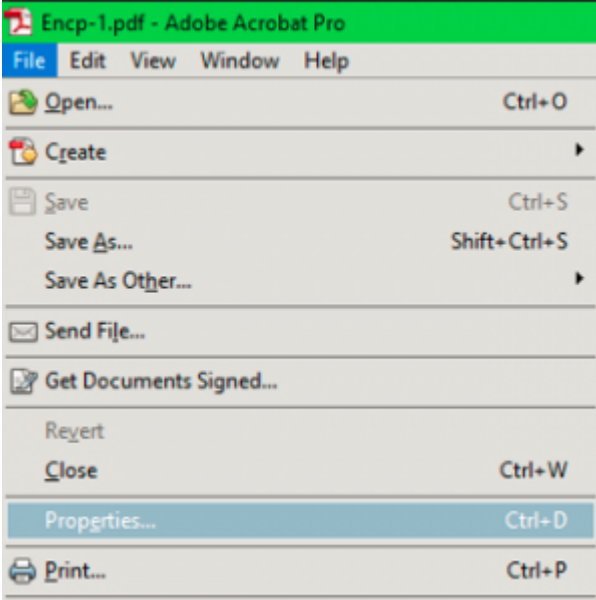 Encp-1.pdf - Adobe Acrobat Pro
File Edit View Window Help
Open... Ctrl+O
Create
Save Ctrl+S
Save As... Shift+Ctrl+S
Save As Other...
Send File...
Get Documents Signed...
Revert
Close Ctrl+W
Properties... Ctrl+D
Print... Ctrl+P